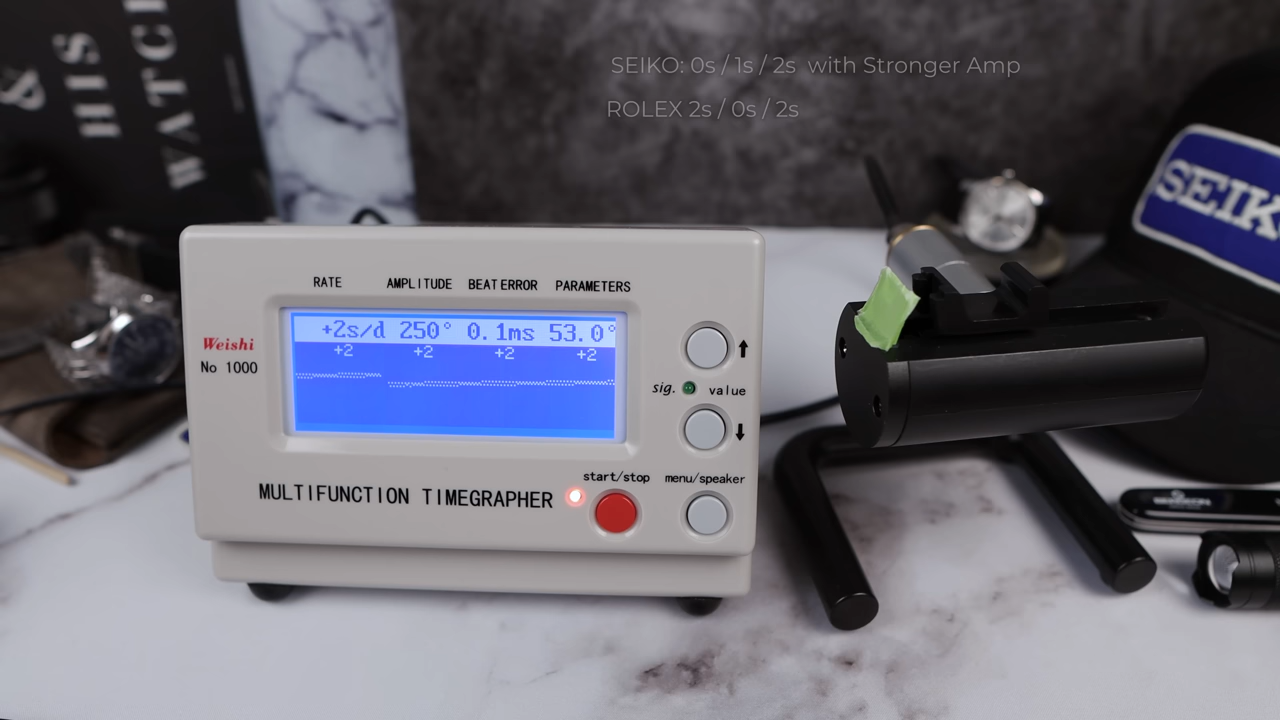 SEIKO: 0s / 1s / 2s with Stronger Amp
ROLEX 2s / 0s / 2s
&
HIS
WATCH
SEIK
RATE AMPLITUDE BEAT ERROR PARAMETERS
+2s/d 250° 0.1ms 53.0°
+2 +2 +2 +2
Weishi
No 1000
sig. value
start/stop menu/speaker
MULTIFUNCTION TIMEGRAPHER